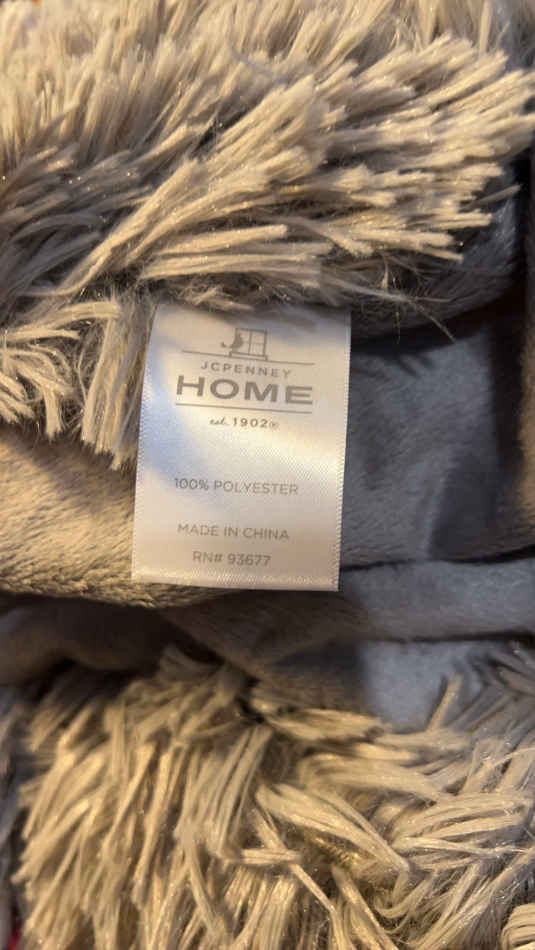 JCPENNEY
HOME
est. 1902®
100% POLYESTER
MADE IN CHINA
RN# 93677